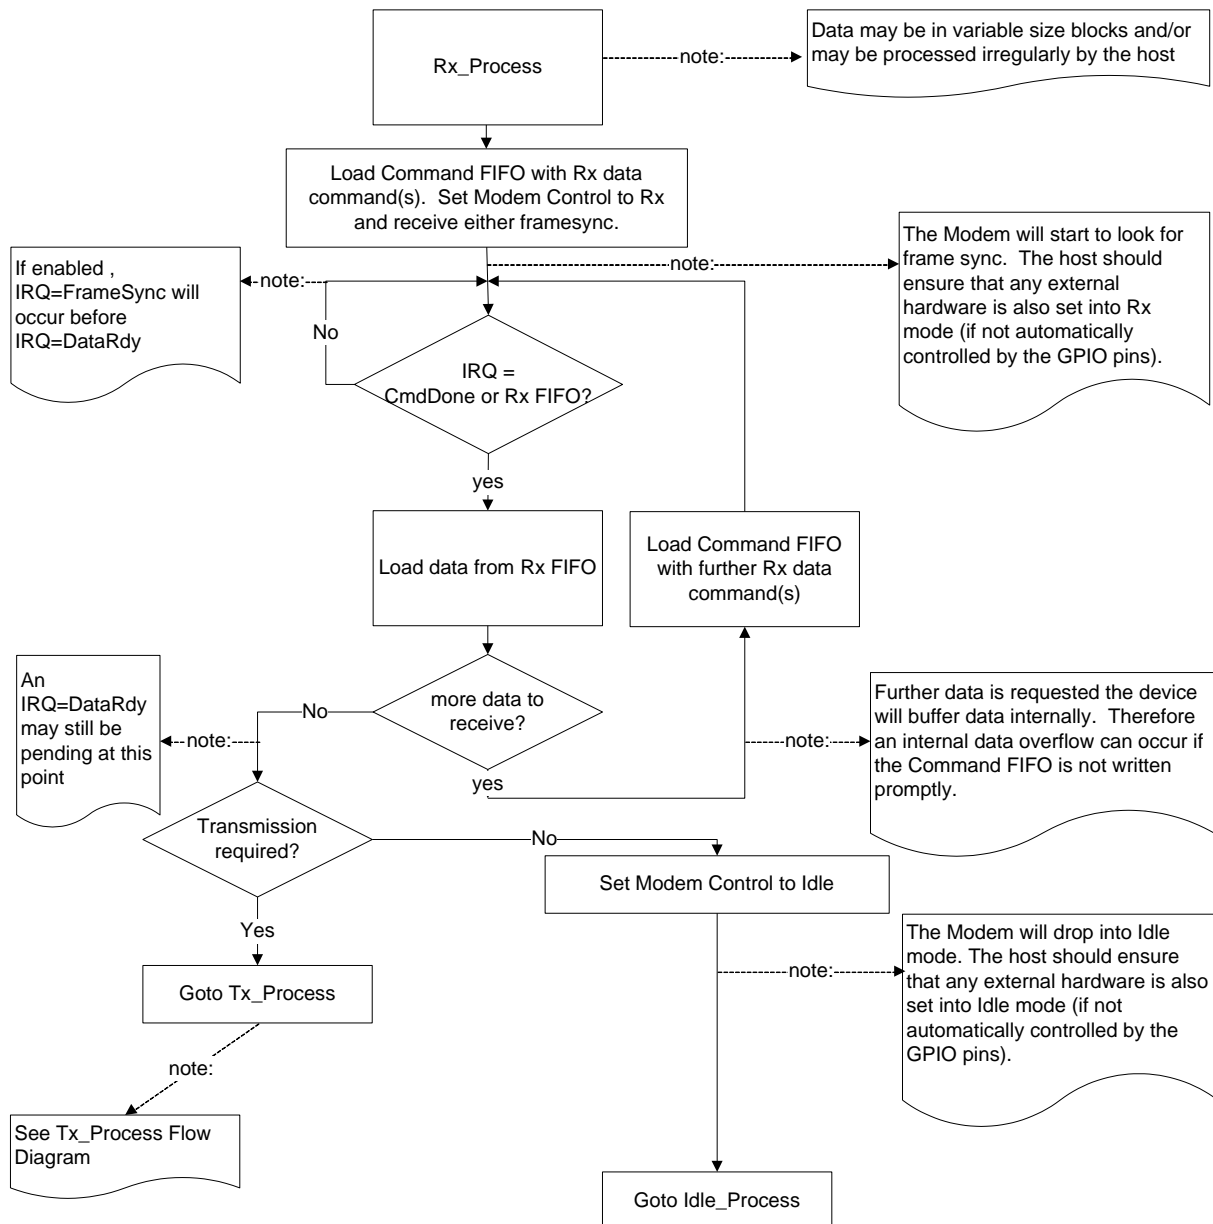 Rx_Process
note:
Data may be in variable size blocks and/or
may be processed irregularly by the host
Load Command FIFO with Rx data
command(s).  Set Modem Control to Rx
and receive either framesync.
If enabled ,
IRQ=FrameSync will
occur before
IRQ=DataRdy
note:
note:
The Modem will start to look for
frame sync.  The host should
ensure that any external
hardware is also set into Rx
mode (if not automatically
controlled by the GPIO pins).
No
IRQ =
CmdDone or Rx FIFO?
yes
Load data from Rx FIFO
Load Command FIFO
with further Rx data
command(s)
An
IRQ=DataRdy
may still be
pending at this
point
note:
No
more data to
receive?
yes
note:
Further data is requested the device
will buffer data internally.  Therefore
an internal data overflow can occur if
the Command FIFO is not written
promptly.
Transmission
required?
No
Set Modem Control to Idle
Yes
Goto Tx_Process
note:
The Modem will drop into Idle
mode. The host should ensure
that any external hardware is also
set into Idle mode (if not
automatically controlled by the
GPIO pins).
note:
See Tx_Process Flow
Diagram
Goto Idle_Process